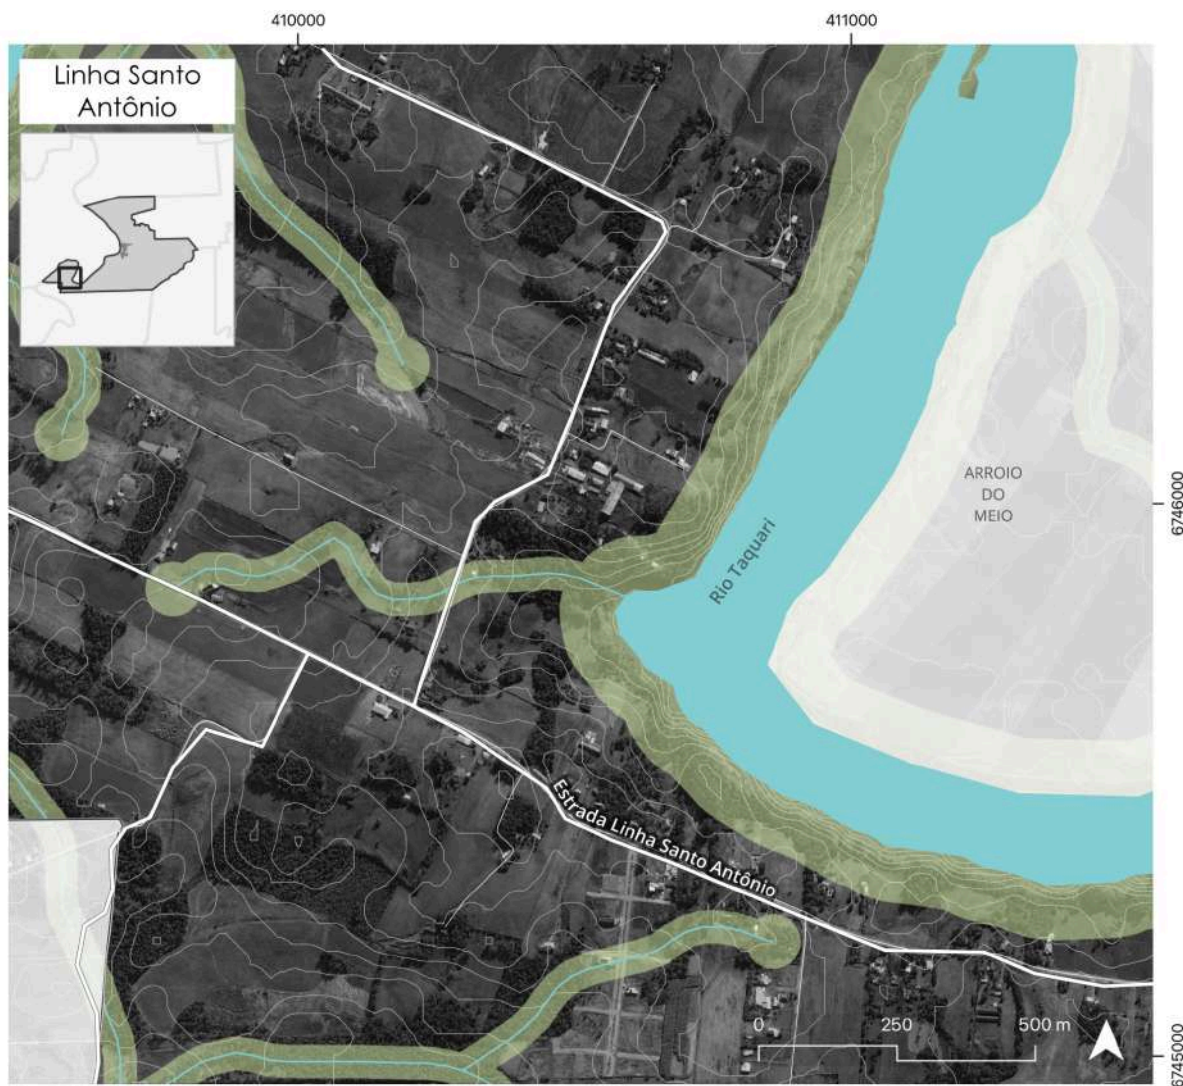 410000
411000
Linha Santo
Antônio
ARROIO
DO
MEIO
6746000
Rio Taquari
Estrada Linha Santo Antônio
0
250
500 m
6745000